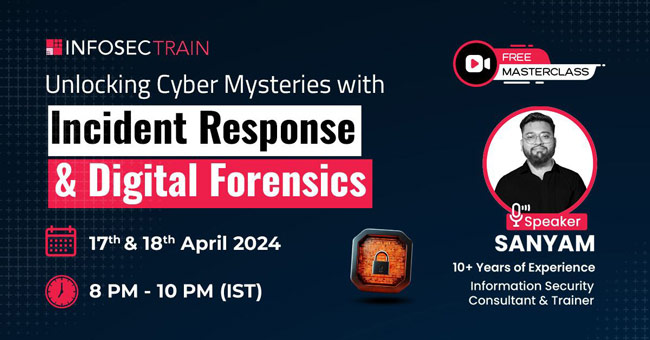 INFOSECTRAIN
Unlocking Cyber Mysteries with
Incident Response
& Digital Forensics
17th & 18th April 2024
8 PM - 10 PM (IST)
FREE
MASTERCLASS
Speaker
SANYAM
10+ Years of Experience
Information Security
Consultant & Trainer